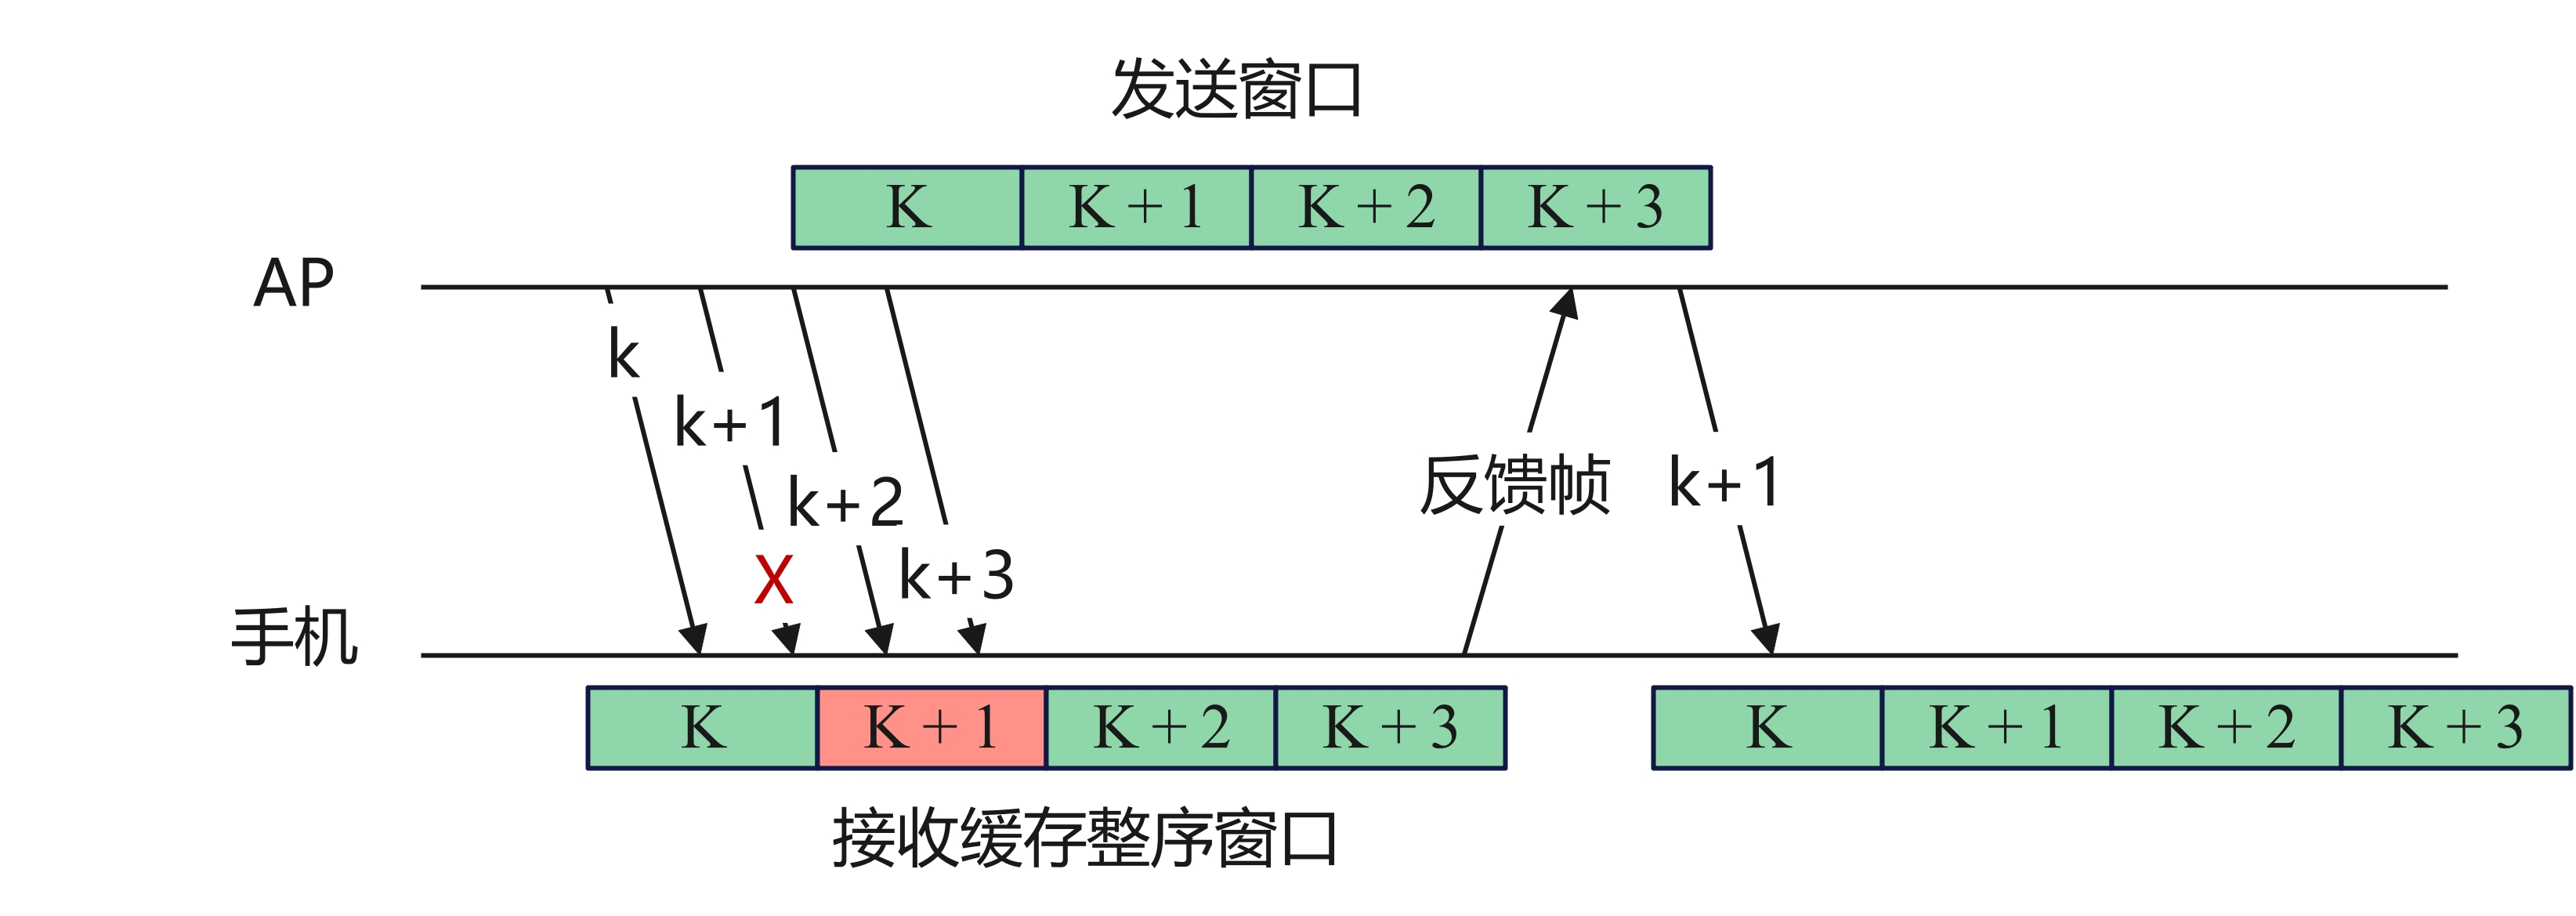 发送窗口
K K + 1 K + 2 K + 3
AP
k
k+1
k+2
k+3
X
反馈帧
k+1
手机
K K + 1 K + 2 K + 3
K K + 1 K + 2 K + 3
接收缓存整序窗口